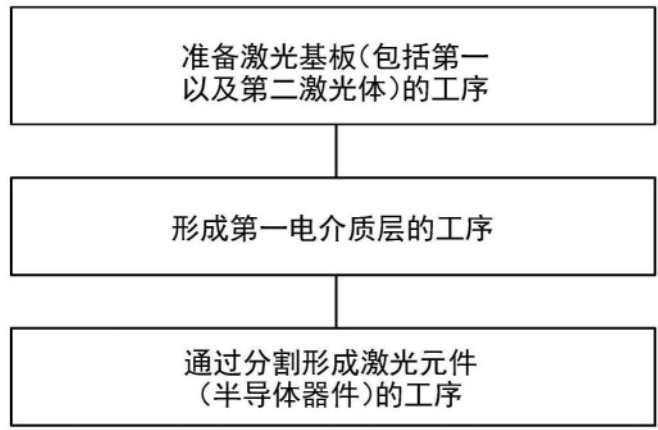 准备激光基板(包括第一
以及第二激光体)的工序
形成第一电介质层的工序
通过分割形成激光元件
(半导体器件)的工序